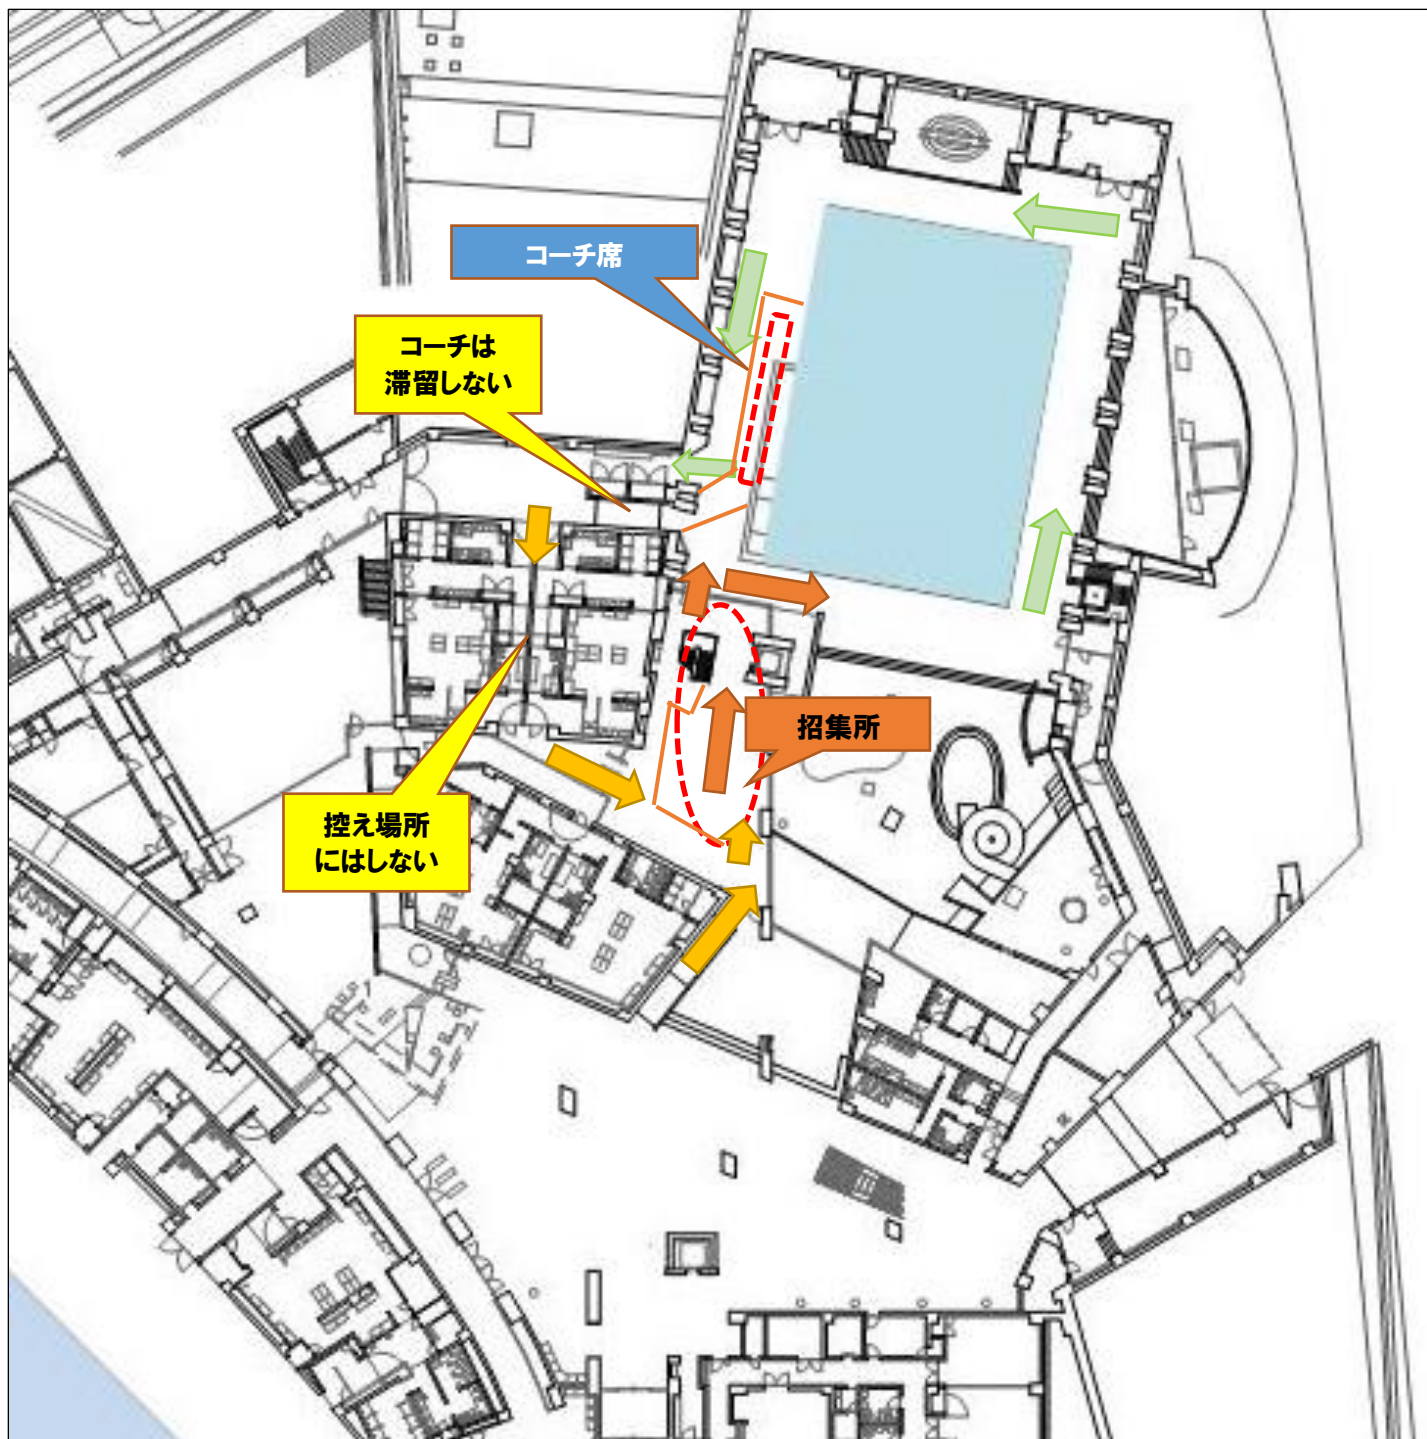 コーチ席
コーチは
滞留しない
招集所
控え場所
にはしない